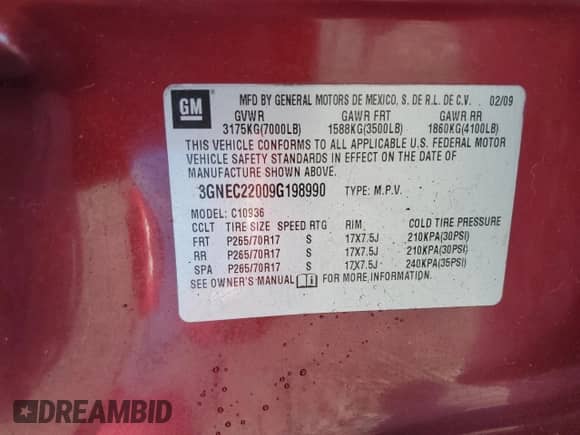 GM
MFD BY GENERAL MOTORS DE MEXICO, S. DE R.L. DE C.V. 02/09
GVWR GAWR FRT GAWR RR
3175KG(7000LB) 1588KG(3500LB) 1860KG(4100LB)
THIS VEHICLE CONFORMS TO ALL APPLICABLE U.S. FEDERAL MOTOR
VEHICLE SAFETY STANDARDS IN EFFECT ON THE DATE OF
MANUFACTURE SHOWN ABOVE.
3GNEC22009G198990 TYPE: M.P.V.
MODEL: C10936
CCLT TIRE SIZE SPEED RTG RIM COLD TIRE PRESSURE
FRT P265/70R17 S 17X7.5J 210KPA(30PSI)
RR P265/70R17 S 17X7.5J 210KPA(30PSI)
SPA P265/70R17 S 17X7.5J 240KPA(35PSI)
SEE OWNER'S MANUAL FOR MORE INFORMATION.
DREAMBID